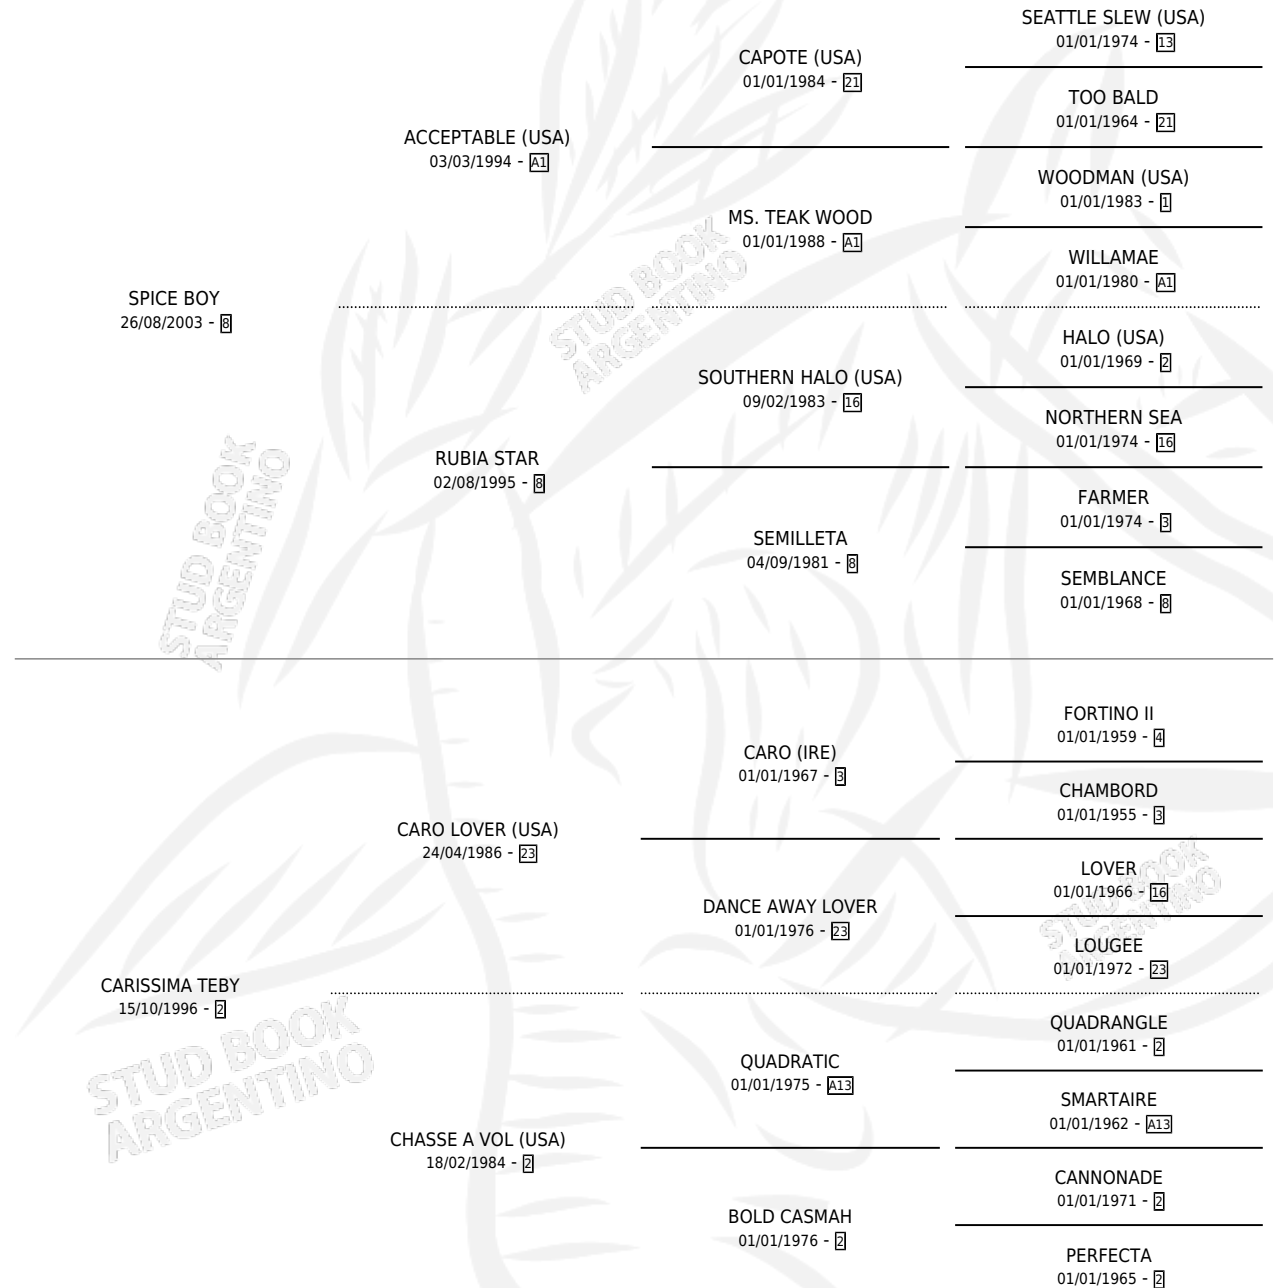 SEATTLE SLEW (USA)
01/01/1974 - 13
CAPOTE (USA)
01/01/1984 - 21
TOO BALD
01/01/1964 - 21
ACCEPTABLE (USA)
03/03/1994 - A1
WOODMAN (USA)
01/01/1983 - 1
MS. TEAK WOOD
01/01/1988 - A1
WILLAMAE
01/01/1980 - A1
SPICE BOY
26/08/2003 - 8
HALO (USA)
01/01/1969 - 2
SOUTHERN HALO (USA)
09/02/1983 - 16
NORTHERN SEA
01/01/1974 - 16
RUBIA STAR
02/08/1995 - 8
FARMER
01/01/1974 - 3
SEMILLETA
04/09/1981 - 8
SEMBLANCE
01/01/1968 - 8
FORTINO II
01/01/1959 - 4
CARO (IRE)
01/01/1967 - 3
CHAMBORD
01/01/1955 - 3
CARO LOVER (USA)
24/04/1986 - 23
LOVER
01/01/1966 - 16
DANCE AWAY LOVER
01/01/1976 - 23
LOUGEE
01/01/1972 - 23
CARISSIMA TEBY
15/10/1996 - 2
QUADRANGLE
01/01/1961 - 2
QUADRATIC
01/01/1975 - A13
SMARTAIRE
01/01/1962 - A13
CHASSE A VOL (USA)
18/02/1984 - 2
CANNONADE
01/01/1971 - 2
BOLD CASMAH
01/01/1976 - 2
PERFECTA
01/01/1965 - 2
STUD BOOK
ARGENTINO
STUD BOOK
ARGENTINO
STUD BOOK
ARGENTINO
STUD BOOK
ARGENTINO